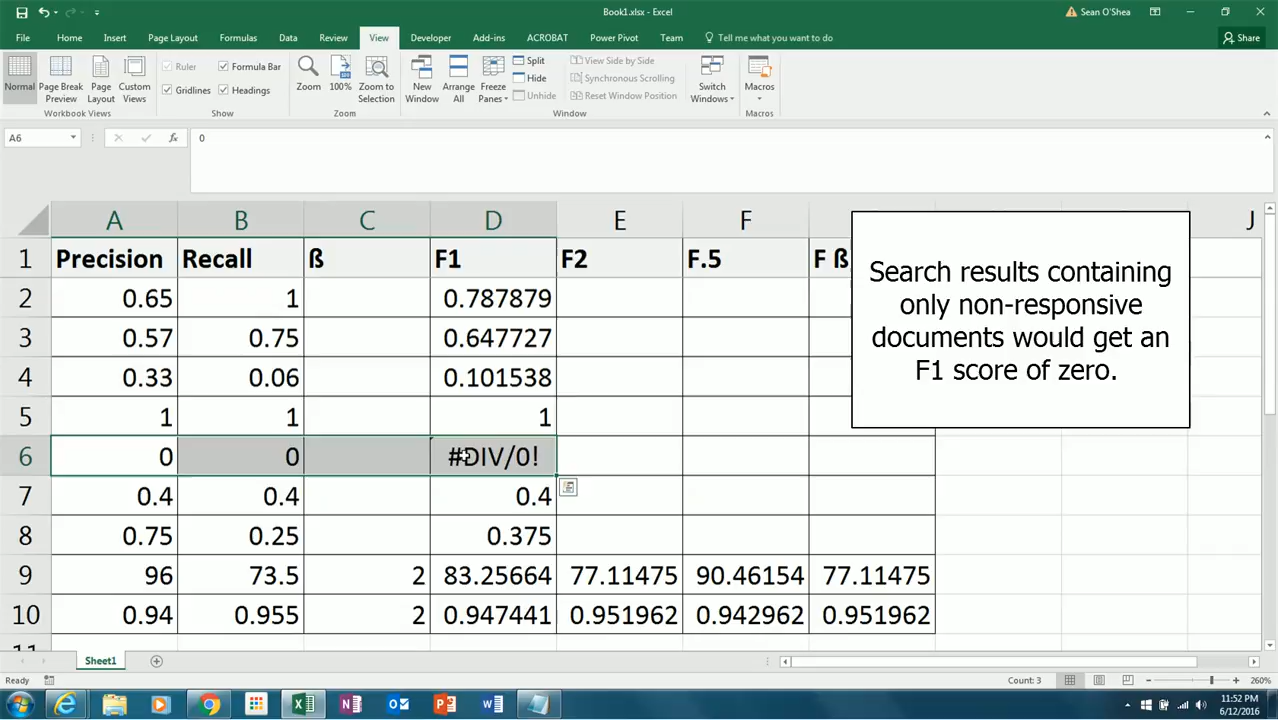 Book1.xlsx - Excel
Sean O'Shea
File Home Insert Page Layout Formulas Data Review View Developer Add-ins ACROBAT Power Pivot Team Tell me what you want to do Share
Normal
Page Break Preview
Page Layout
Custom Views
Workbook Views
Ruler
Formula Bar
Gridlines
Headings
Show
Zoom
100%
Zoom to Selection
Zoom
New Window
Arrange All
Freeze Panes
Split
Hide
Unhide
View Side by Side
Synchronous Scrolling
Reset Window Position
Window
Switch Windows
Macros
Macros
A6 fx 0
A B C D E F J
1 Precision Recall ß F1 F2 F.5 F ß
2 0.65 1 0.787879
3 0.57 0.75 0.647727
4 0.33 0.06 0.101538
5 1 1 1
6 0 0 #DIV/0!
7 0.4 0.4 0.4
8 0.75 0.25 0.375
9 96 73.5 2 83.25664 77.11475 90.46154 77.11475
10 0.94 0.955 2 0.947441 0.951962 0.942962 0.951962
Search results containing
only non-responsive
documents would get an
F1 score of zero.
Sheet1
Ready
Count: 3
260%
11:52 PM
6/12/2016